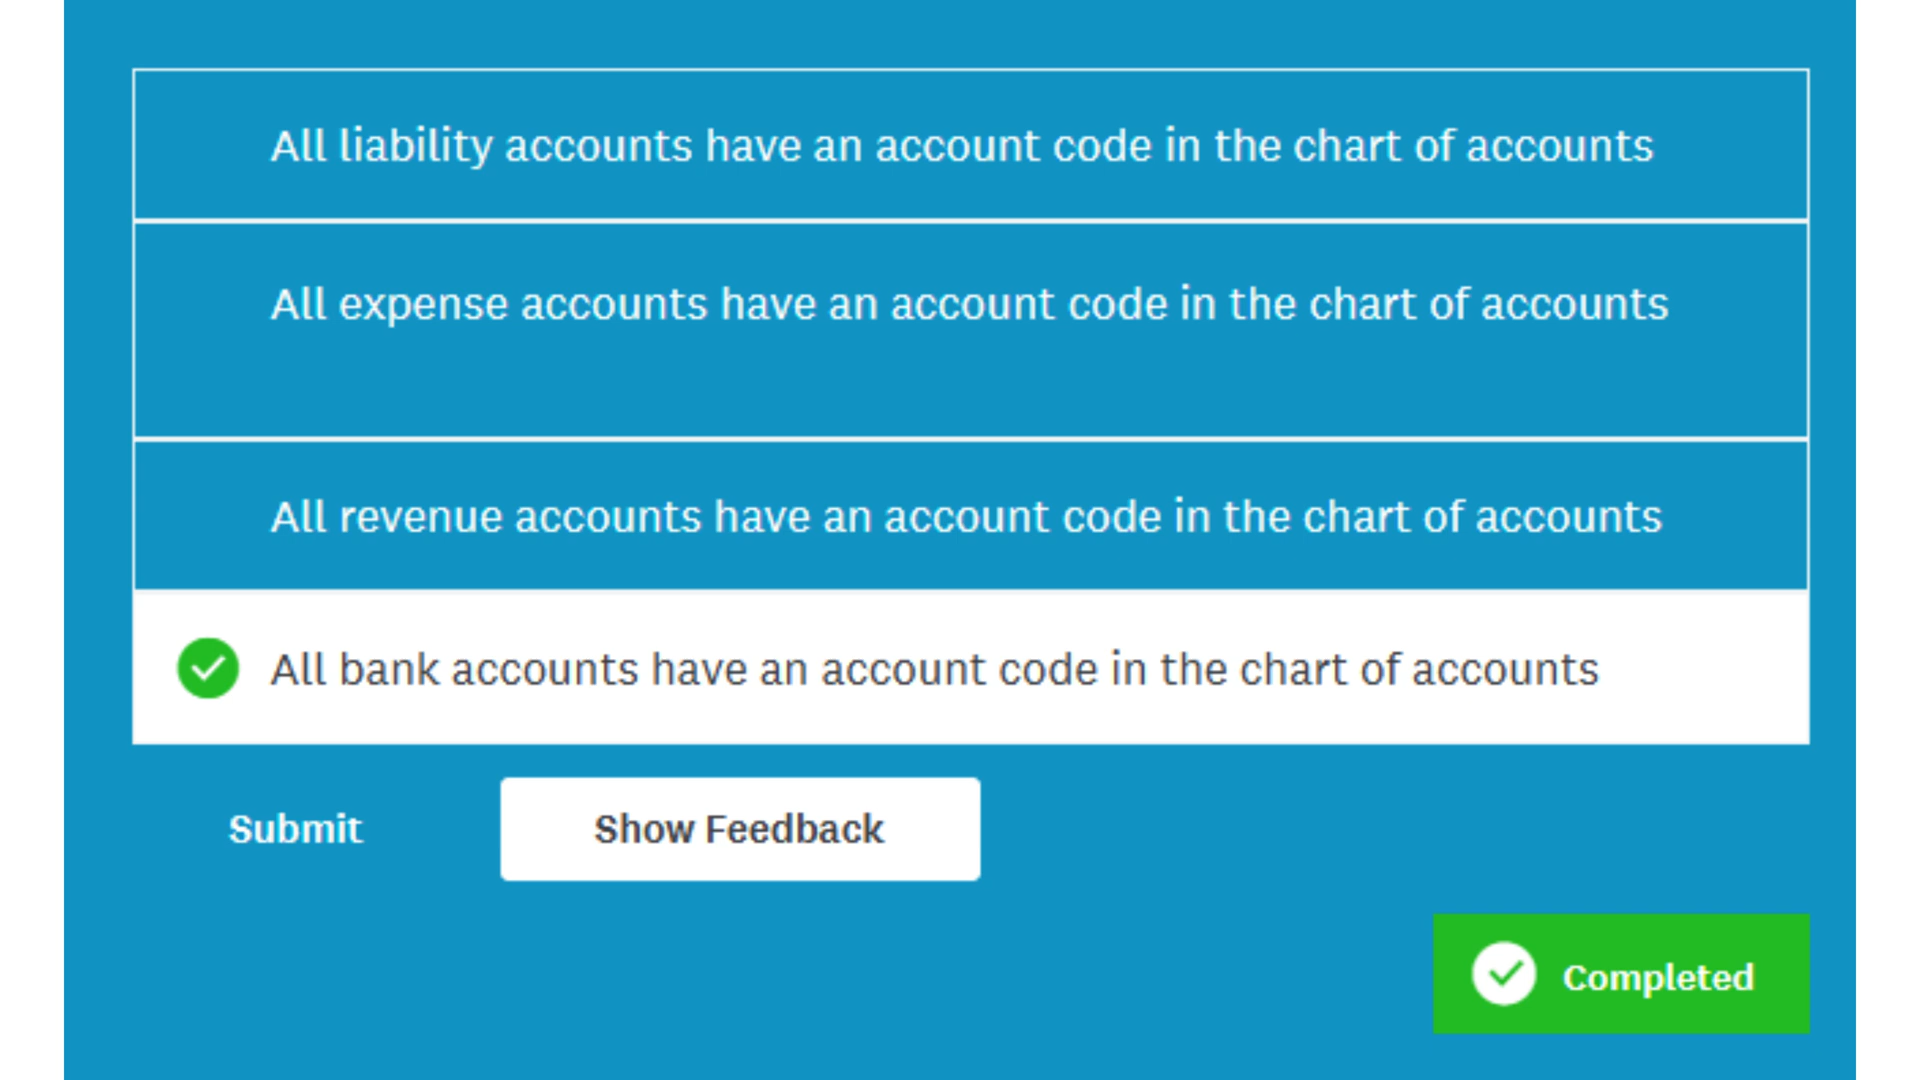 All liability accounts have an account code in the chart of accounts
All expense accounts have an account code in the chart of accounts
All revenue accounts have an account code in the chart of accounts
All bank accounts have an account code in the chart of accounts
Submit
Show Feedback
Completed